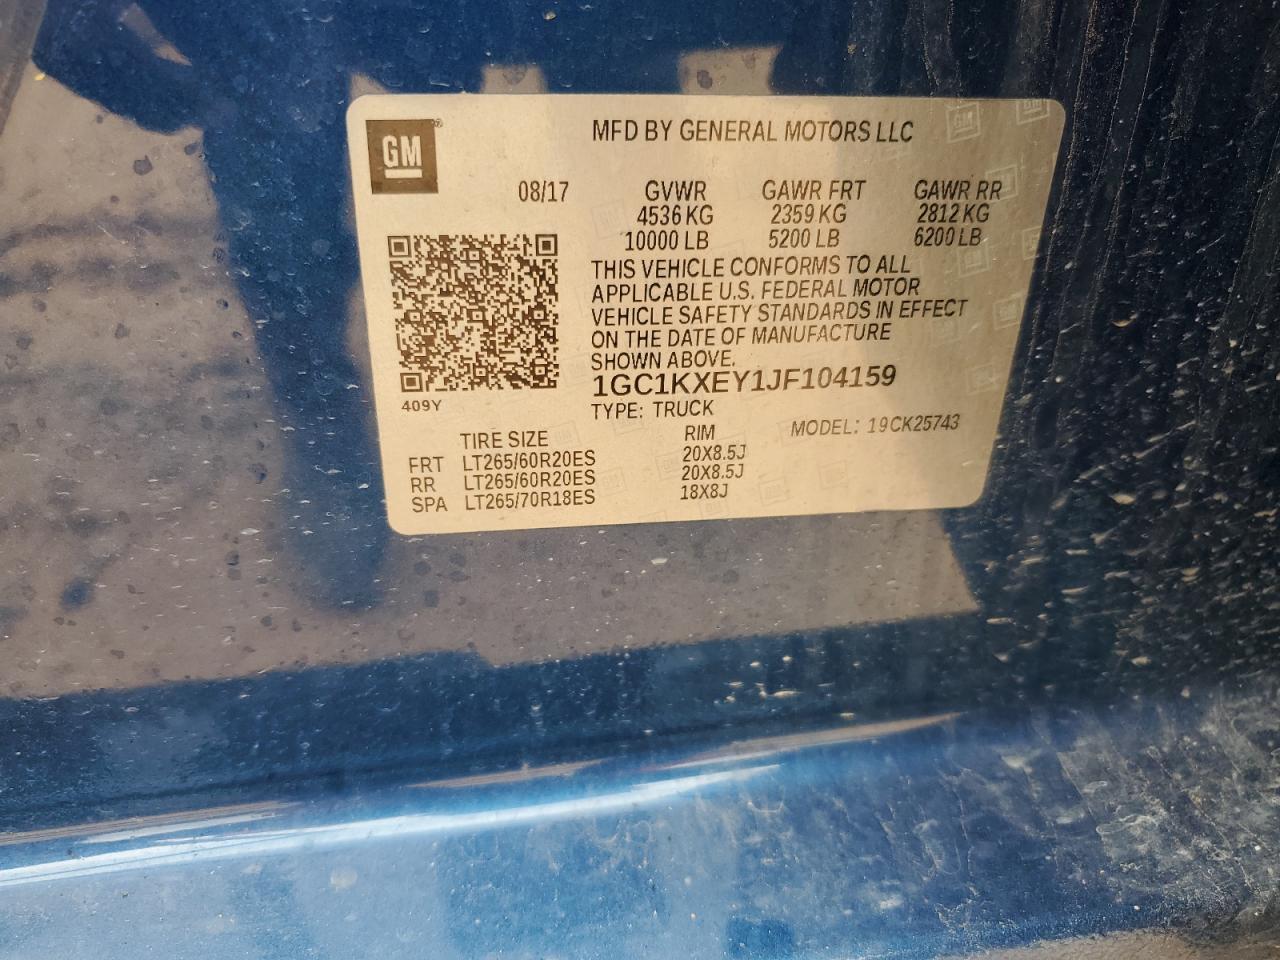 GM
MFD BY GENERAL MOTORS LLC
08/17 GVWR GAWR FRT GAWR RR
4536 KG 2359 KG 2812 KG
10000 LB 5200 LB 6200 LB
THIS VEHICLE CONFORMS TO ALL
APPLICABLE U.S. FEDERAL MOTOR
VEHICLE SAFETY STANDARDS IN EFFECT
ON THE DATE OF MANUFACTURE
SHOWN ABOVE.
1GC1KXEY1JF104159
409Y
TYPE: TRUCK
MODEL: 19CK25743
TIRE SIZE RIM
FRT LT265/60R20ES 20X8.5J
RR LT265/60R20ES 20X8.5J
SPA LT265/70R18ES 18X8J